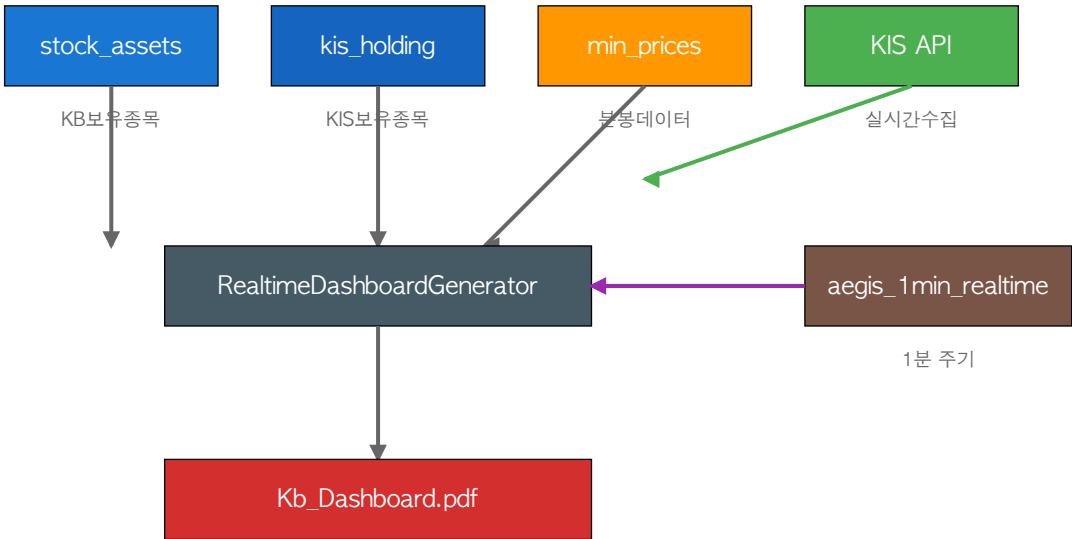 stock_assets
kis_holding
min_prices
KIS API
KB보유종목
KIS보유종목
분봉데이터
실시간수집
RealtimeDashboardGenerator
aegis_1min_realtime
1분 주기
Kb_Dashboard.pdf